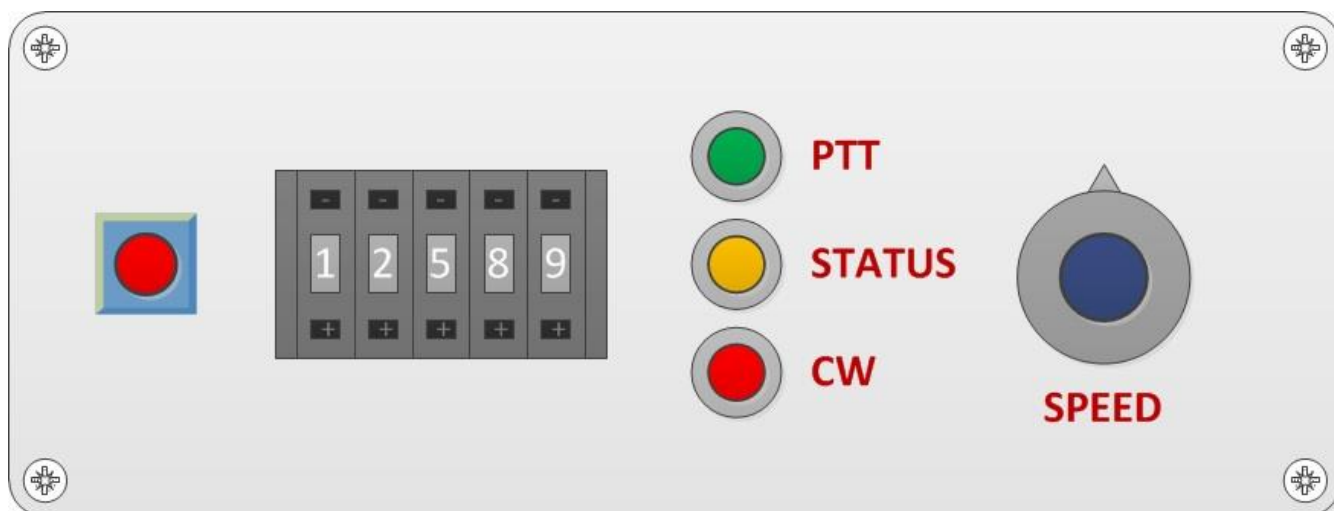 - - - - -
1 2 5 8 9
+ + + + +
PTT
STATUS
CW
SPEED